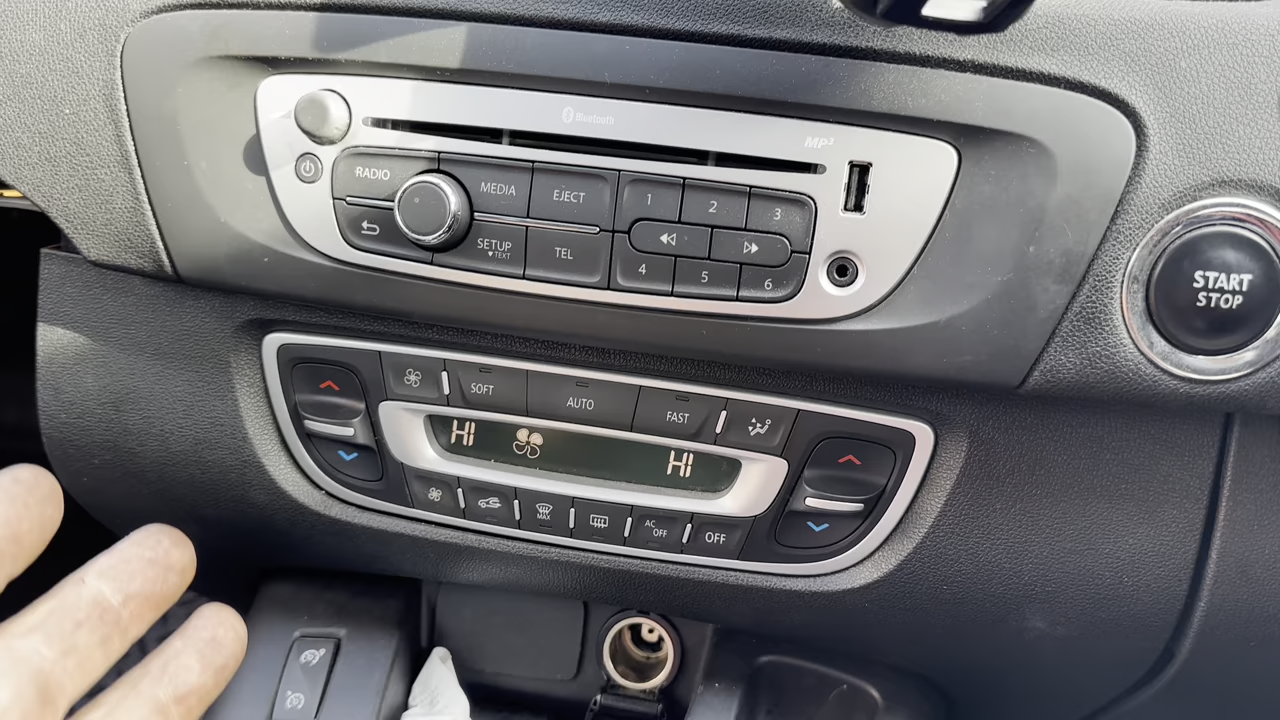 Bluetooth
MP3
RADIO
MEDIA
EJECT
1
2
3
SETUP
TEXT
TEL
4
5
6
START
STOP
SOFT
AUTO
FAST
HI
HI
MAX
AC
OFF
OFF